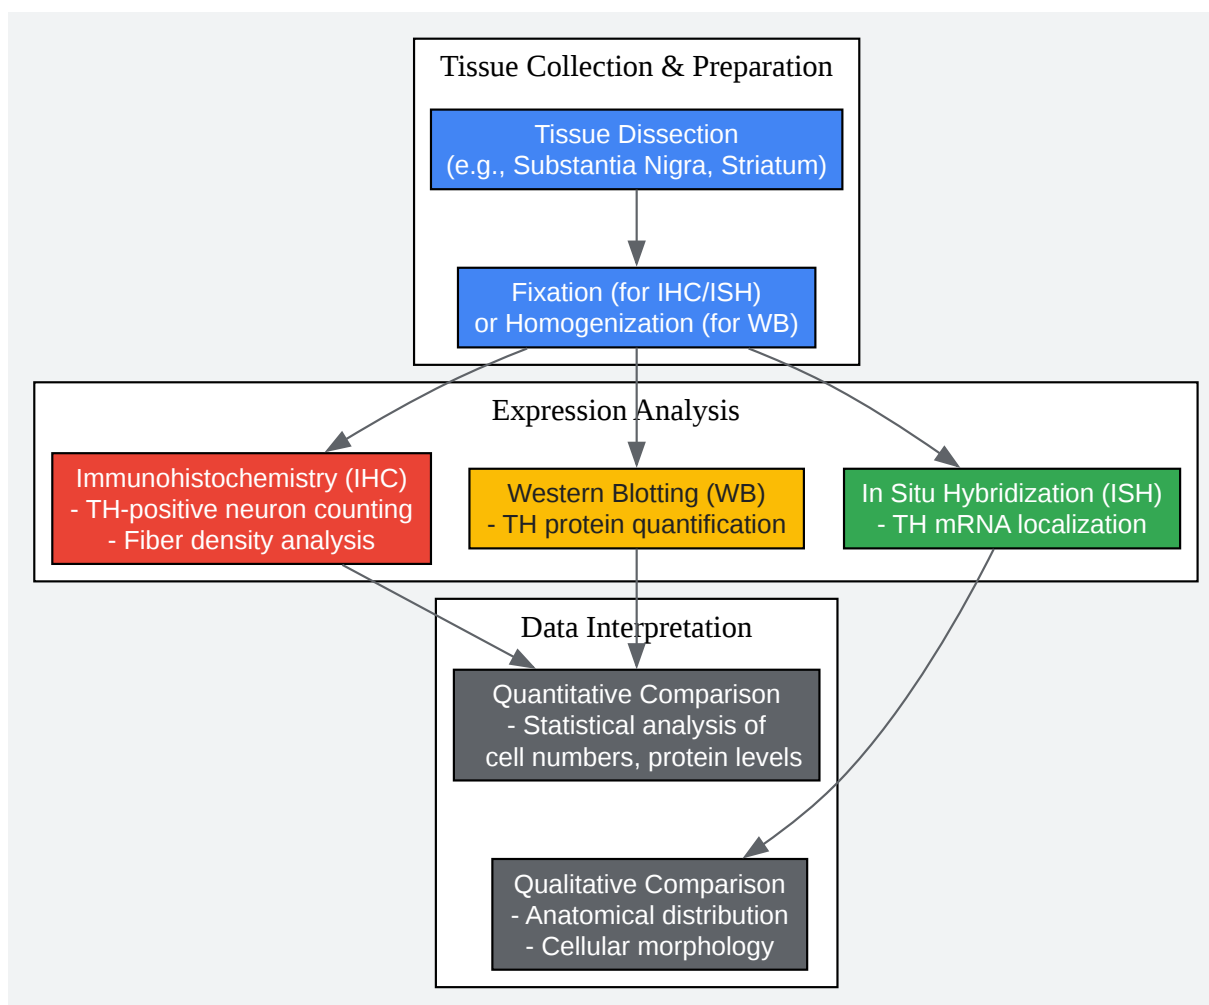 Tissue Collection & Preparation
Tissue Dissection
(e.g., Substantia Nigra, Striatum)
Fixation (for IHC/ISH)
or Homogenization (for WB)
Expression Analysis
Immunohistochemistry (IHC)
- TH-positive neuron counting
- Fiber density analysis
Western Blotting (WB)
- TH protein quantification
In Situ Hybridization (ISH)
- TH mRNA localization
Data Interpretation
Quantitative Comparison
- Statistical analysis of
cell numbers, protein levels
Qualitative Comparison
- Anatomical distribution
- Cellular morphology